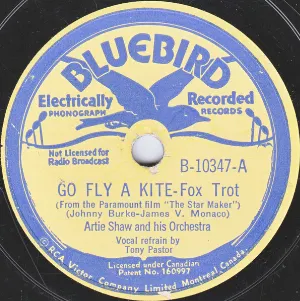 BLUEBIRD
Electrically Recorded
PHONOGRAPH RECORDS
Not Licensed for
Radio Broadcast
B-10347-A
GO FLY A KITE-Fox Trot
(From the Paramount film "The Star Maker")
(Johnny Burke-James V. Monaco)
Artie Shaw and his Orchestra
Vocal refrain by
Tony Pastor
Licensed under Canadian
Patent No. 160997
© RCA Victor Company Limited Montreal Canada.